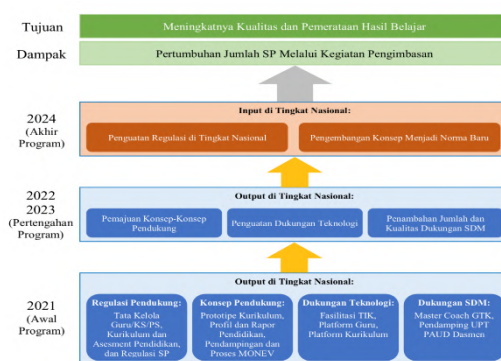 Tujuan
Meningkatnya Kualitas dan Pemerataan Hasil Belajar
Dampak
Pertumbuhan Jumlah SP Melalui Kegiatan Pengimbasan
2024
(Akhir
Program)
Input di Tingkat Nasional:
Penguatan Regulasi di Tingkat Nasional
Pengembangan Konsep Menjadi Norma Baru
2022
2023
(Pertengahan
Program)
Output di Tingkat Nasional:
Pemajuan Konsep-Konsep
Pendukung
Penguatan Dukungan Teknologi
Penambahan Jumlah dan
Kualitas Dukungan SDM
2021
(Awal
Program)
Output di Tingkat Nasional:
Regulasi Pendukung:
Tata Kelola
Guru/KS/PS,
Kurikulum dan
Asesment Pendidikan,
dan Regulasi SP
Konsep Pendukung:
Prototipe Kurikulum,
Profil dan Rapor
Pendidikan,
Pendampingan dan
Proses MONEV
Dukungan Teknologi:
Fasilitasi TIK,
Platform Guru,
Platform Kurikulum
Dukungan SDM:
Master Coach GTK,
Pendamping UPT
PAUD Dasmen